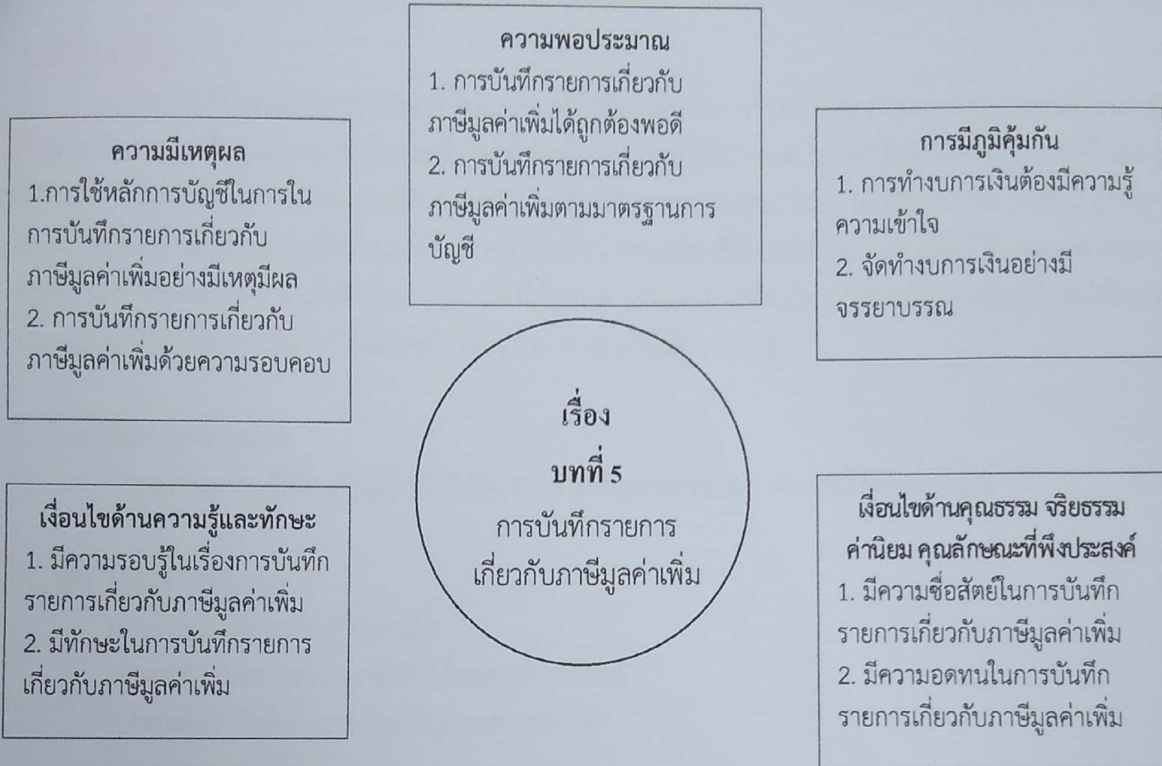 ความพอประมาณ
1. การบันทึกรายการเกี่ยวกับ
ภาษีมูลค่าเพิ่มได้ถูกต้องพอดี
2. การบันทึกรายการเกี่ยวกับ
ภาษีมูลค่าเพิ่มตามมาตรฐานการ
บัญชี
ความมีเหตุผล
1.การใช้หลักการบัญชีในการใน
การบันทึกรายการเกี่ยวกับ
ภาษีมูลค่าเพิ่มอย่างมีเหตุมีผล
2. การบันทึกรายการเกี่ยวกับ
ภาษีมูลค่าเพิ่มด้วยความรอบคอบ
การมีภูมิคุ้มกัน
1. การทำงบการเงินต้องมีความรู้
ความเข้าใจ
2. จัดทำงบการเงินอย่างมี
จรรยาบรรณ
เรื่อง
บทที่ 5
การบันทึกรายการ
เกี่ยวกับภาษีมูลค่าเพิ่ม
เงื่อนไขด้านความรู้และทักษะ
1. มีความรอบรู้ในเรื่องการบันทึก
รายการเกี่ยวกับภาษีมูลค่าเพิ่ม
2. มีทักษะในการบันทึกรายการ
เกี่ยวกับภาษีมูลค่าเพิ่ม
เงื่อนไขด้านคุณธรรม จริยธรรม
ค่านิยม คุณลักษณะที่พึงประสงค์
1. มีความซื่อสัตย์ในการบันทึก
รายการเกี่ยวกับภาษีมูลค่าเพิ่ม
2. มีความอดทนในการบันทึก
รายการเกี่ยวกับภาษีมูลค่าเพิ่ม